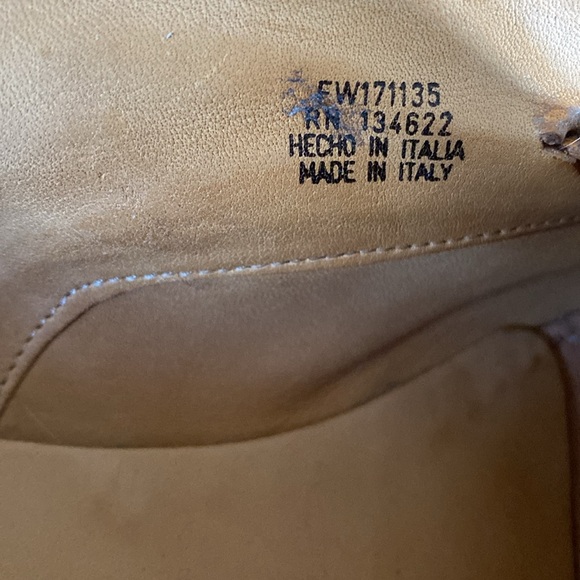 FW171135
RN 134622
HECHO IN ITALIA
MADE IN ITALY